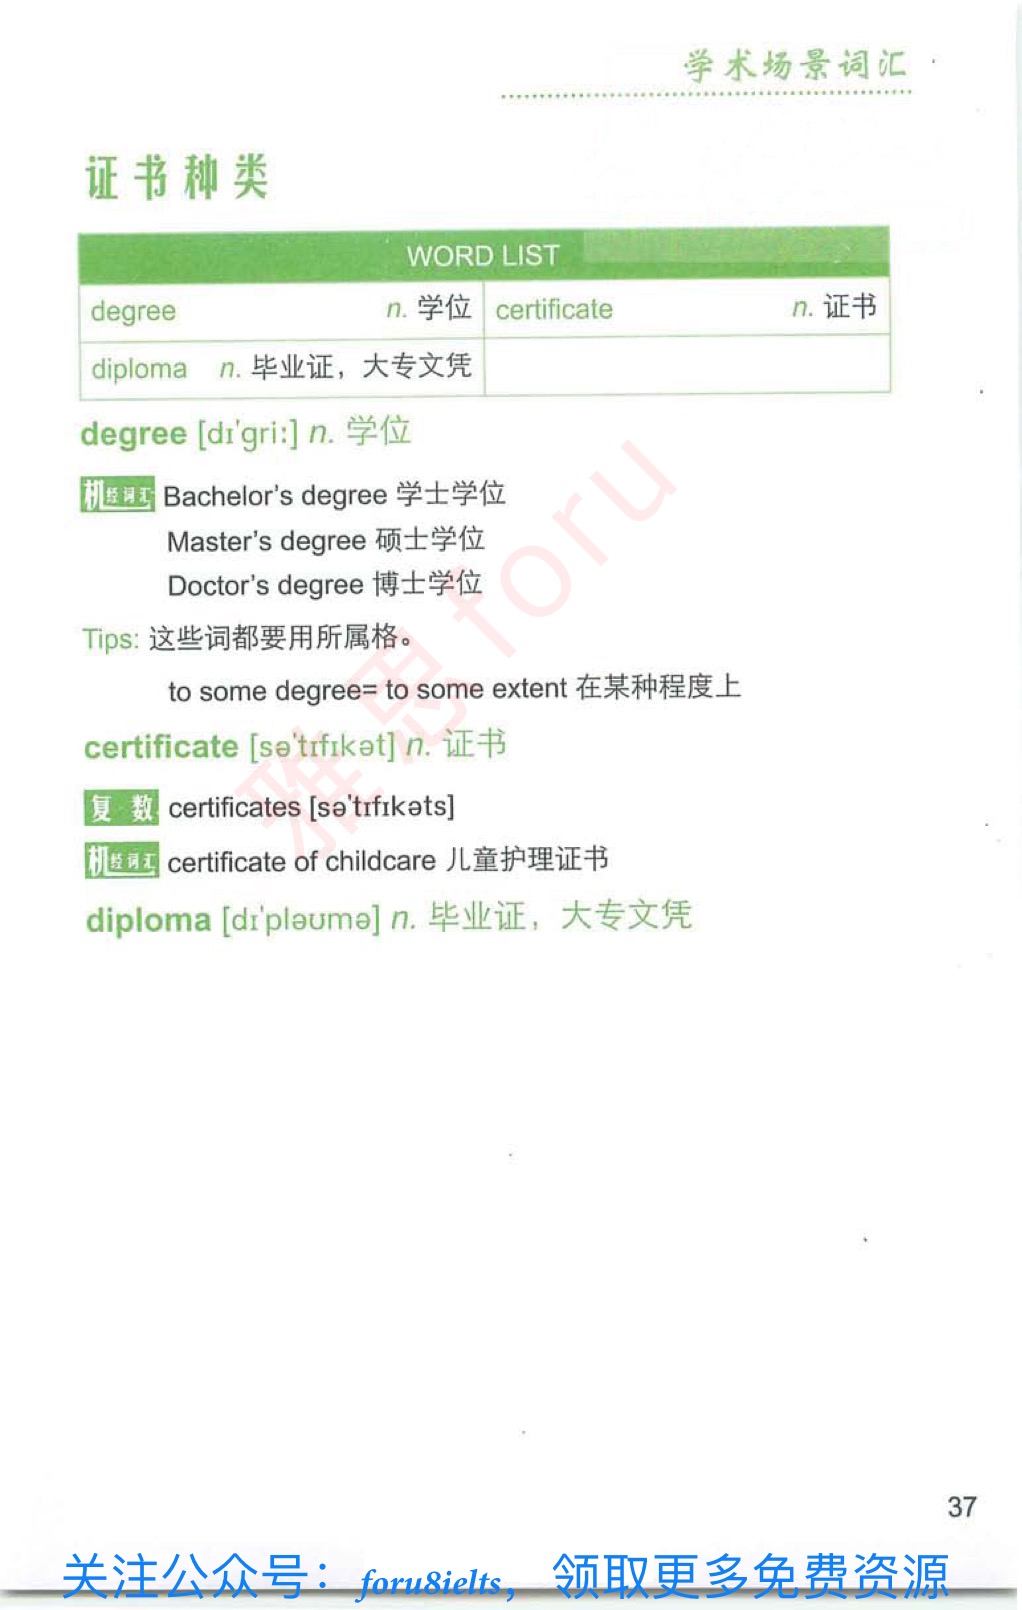 学术场景词汇
证书种类
WORD LIST
degree n. 学位 certificate n. 证书
diploma n. 毕业证，大专文凭
degree [dɪ'gri:] n. 学位
机经词汇 Bachelor's degree 学士学位
Master's degree 硕士学位
Doctor's degree 博士学位
Tips: 这些词都要用所属格。
to some degree= to some extent 在某种程度上
certificate [sə'tɪfɪkət] n. 证书
复数 certificates [sə'tɪfɪkəts]
机经词汇 certificate of childcare 儿童护理证书
diploma [dɪ'pləʊmə] n. 毕业证，大专文凭
雅思foru
37
关注公众号：foru8ielts，领取更多免费资源